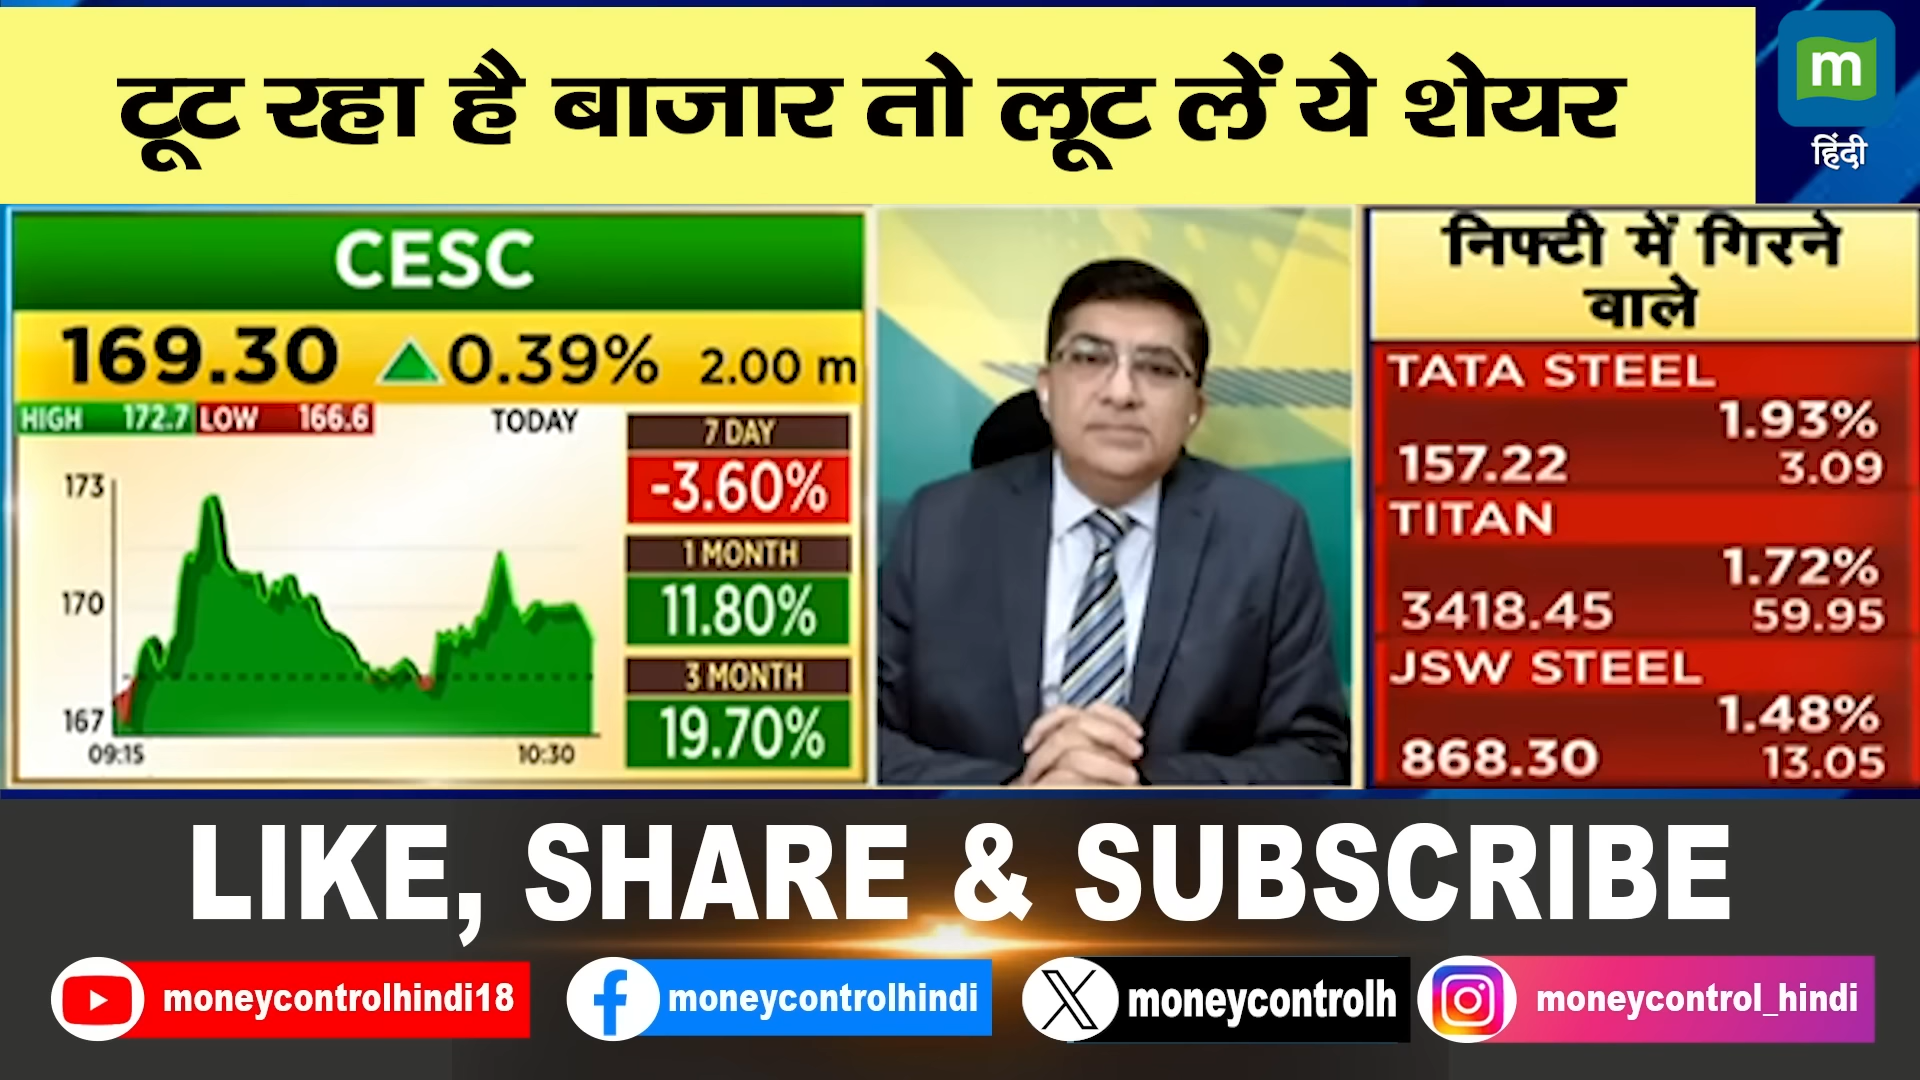 टूट रहा है बाजार तो लूट लें ये शेयर
m
हिंदी
CESC
169.30 ▲0.39% 2.00 m
HIGH 172.7 LOW 166.6 TODAY
173
170
167
09:15 10:30
7 DAY
-3.60%
1 MONTH
11.80%
3 MONTH
19.70%
निफ्टी में गिरने
वाले
TATA STEEL
1.93%
157.22 3.09
TITAN
1.72%
3418.45 59.95
JSW STEEL
1.48%
868.30 13.05
LIKE, SHARE & SUBSCRIBE
moneycontrolhindi18 moneycontrolhindi moneycontrolh moneycontrol_hindi